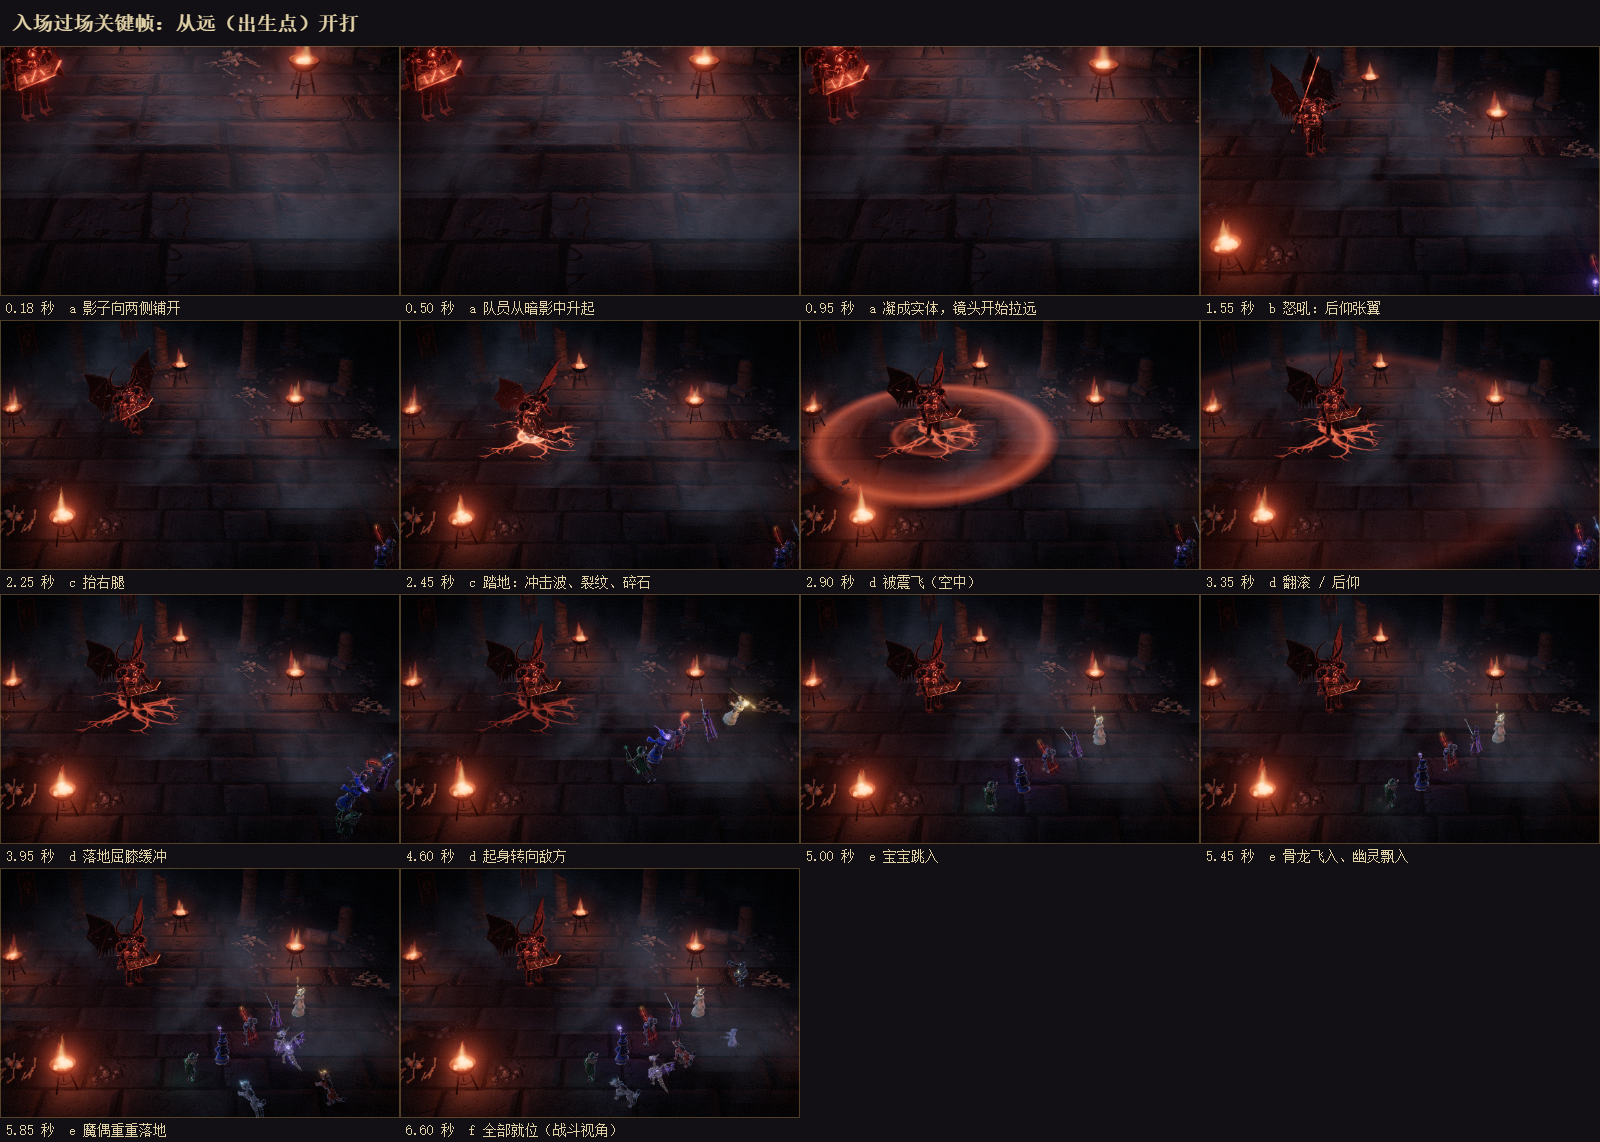 入场过场关键帧：从远（出生点）开打
0.18 秒 a 影子向两侧铺开
0.50 秒 a 队员从暗影中升起
0.95 秒 a 凝成实体，镜头开始拉远
1.55 秒 b 怒吼：后仰张翼
2.25 秒 c 抬右腿
2.45 秒 c 踏地：冲击波、裂纹、碎石
2.90 秒 d 被震飞（空中）
3.35 秒 d 翻滚 / 后仰
3.95 秒 d 落地屈膝缓冲
4.60 秒 d 起身转向敌方
5.00 秒 e 宝宝跳入
5.45 秒 e 骨龙飞入、幽灵飘入
5.85 秒 e 魔偶重重落地
6.60 秒 f 全部就位（战斗视角）